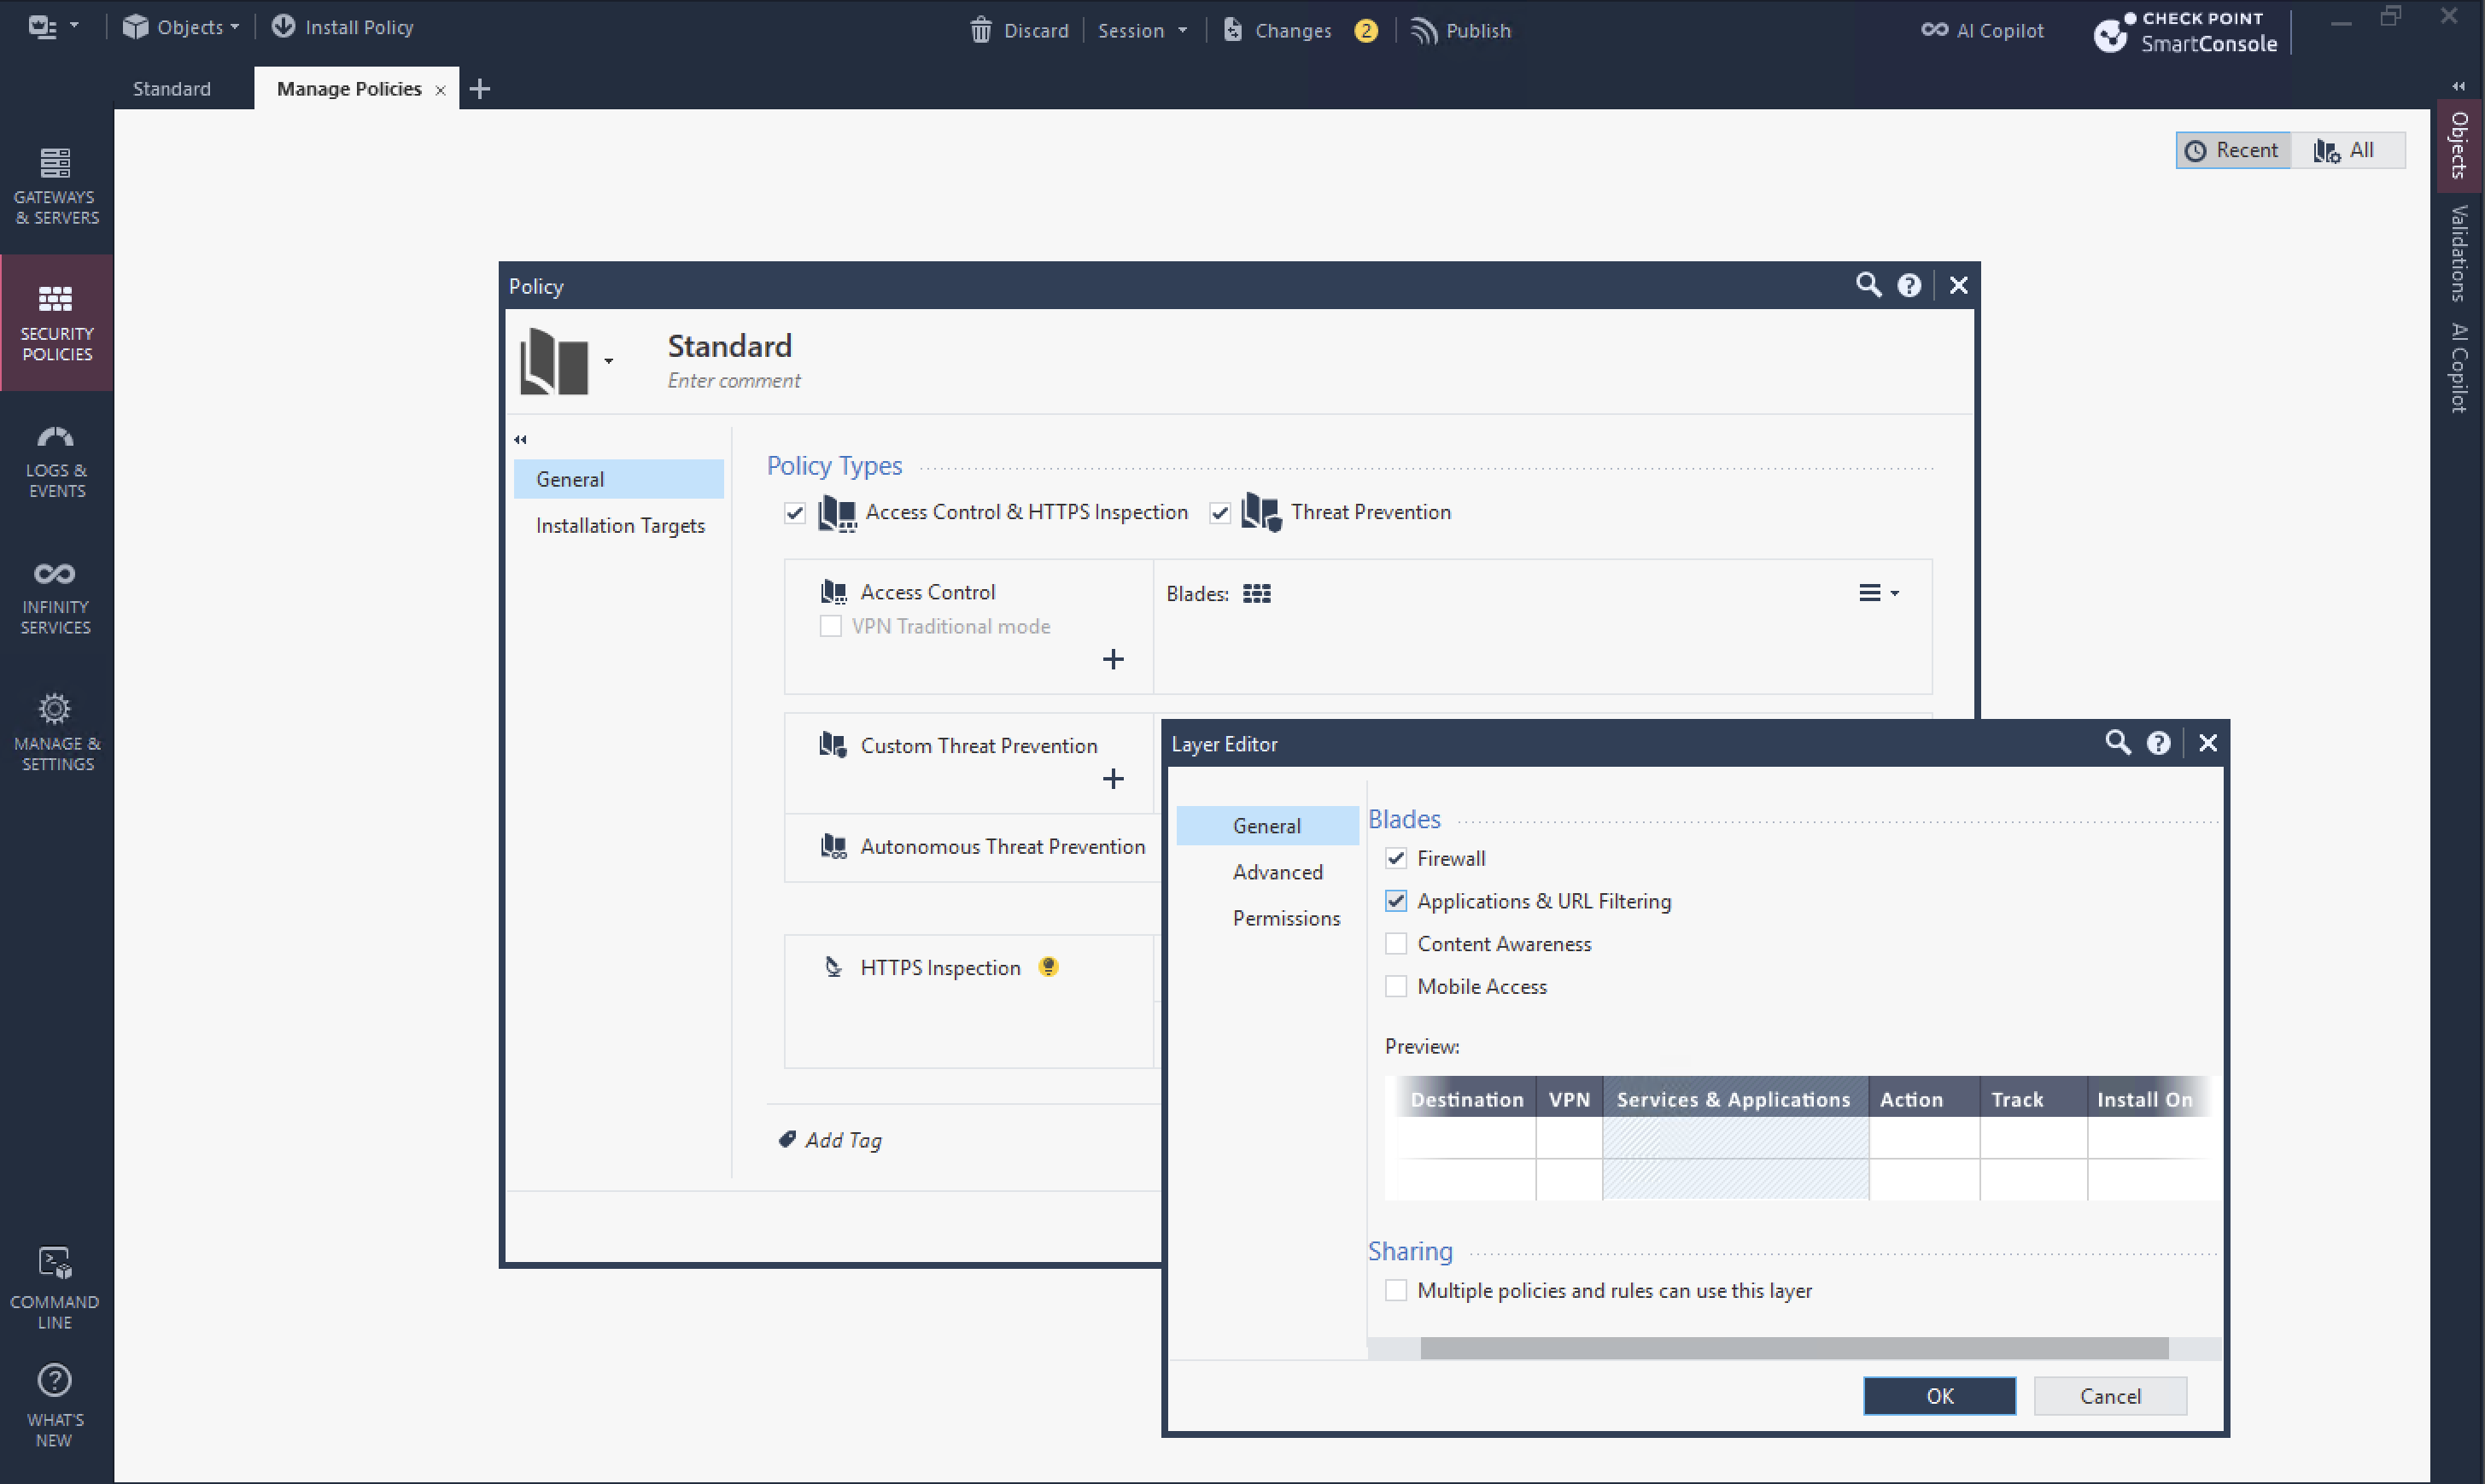 Objects
Install Policy
Discard
Session
Changes
2
Publish
AI Copilot
CHECK POINT
SmartConsole
Standard
Manage Policies
Recent
All
Objects
Validations
AI Copilot
GATEWAYS
& SERVERS
SECURITY
POLICIES
LOGS &
EVENTS
INFINITY
SERVICES
MANAGE &
SETTINGS
COMMAND
LINE
WHAT'S
NEW
Policy
Standard
Enter comment
General
Installation Targets
Policy Types
Access Control & HTTPS Inspection
Threat Prevention
Access Control
VPN Traditional mode
Blades:
Custom Threat Prevention
Autonomous Threat Prevention
HTTPS Inspection
Add Tag
Layer Editor
General
Advanced
Permissions
Blades
Firewall
Applications & URL Filtering
Content Awareness
Mobile Access
Preview:
Destination VPN Services & Applications Action Track Install On
Sharing
Multiple policies and rules can use this layer
OK
Cancel